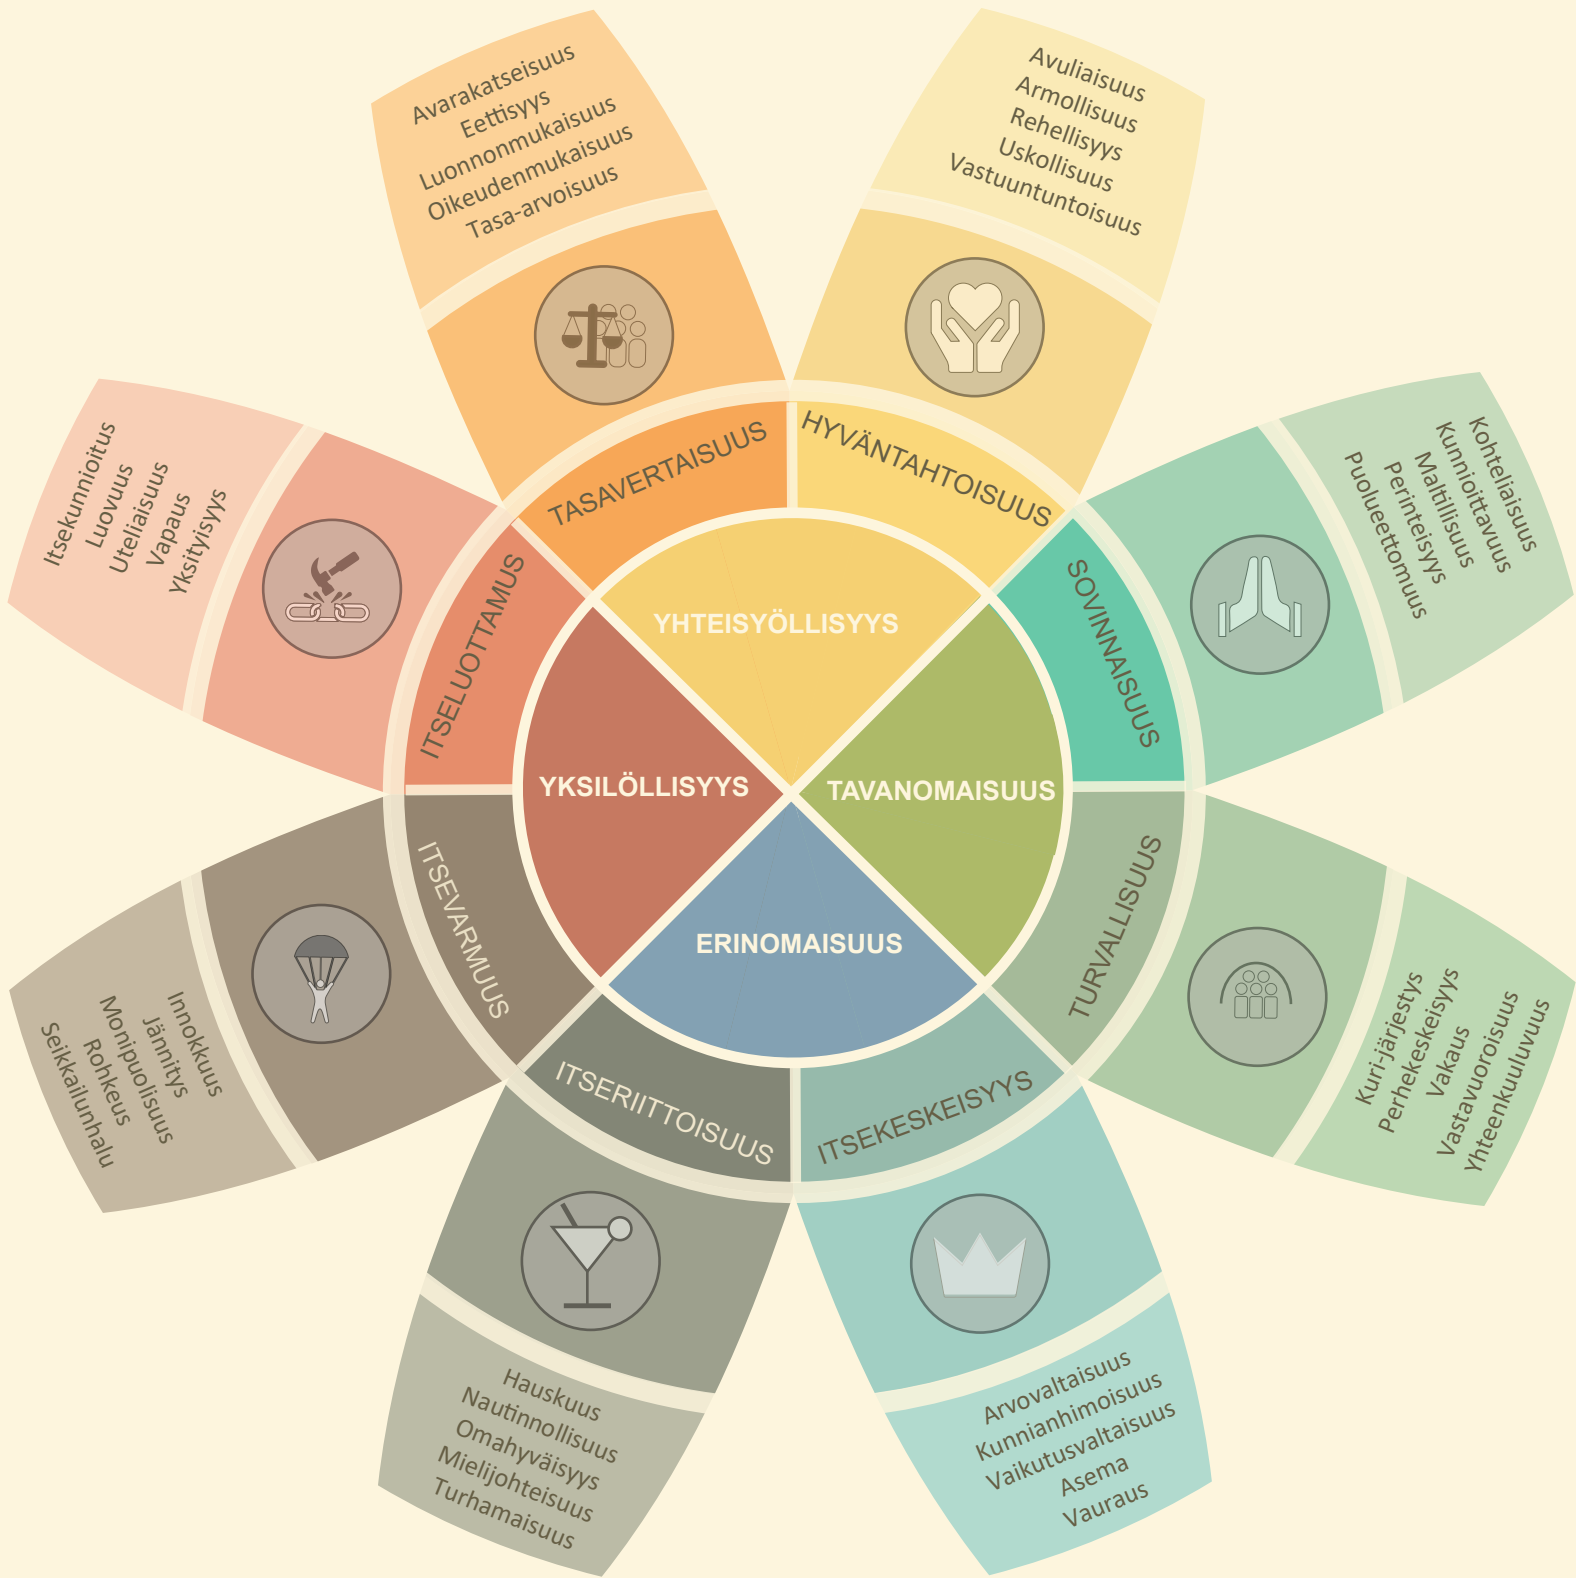 Avarakatseisuus
Eettisyys
Luonnonmukaisuus
Oikeudenmukaisuus
Tasa-arvoisuus
Avuliaisuus
Armollisuus
Rehellisyys
Uskollisuus
Vastuuntuntoisuus
TASAVERTAISUUS
HYVÄNTAHTOISUUS
Itsekunnioitus
Luovuus
Uteliaisuus
Vapaus
Yksityisyys
ITSELUOTTAMUS
SOVINNAISUUS
Kohteliaisuus
Kunnioittavuus
Maltillisuus
Perinteisyys
Puolueettomuus
YHTEISYÖLLISYYS
YKSILÖLLISYYS
TAVANOMAISUUS
ERINOMAISUUS
ITSEVARMUUS
Innokkuus
Jännitys
Monipuolisuus
Rohkeus
Seikkailunhalu
TURVALLISUUS
Kuri-järjestys
Perhekeskeisyys
Vakaus
Vastavuoroisuus
Yhteenkuuluvuus
ITSERIITTOISUUS
ITSEKESKEISYYS
Hauskuus
Nautinnollisuus
Omahyväisyys
Mielijohteisuus
Turhamaisuus
Arvovaltaisuus
Kunnianhimoisuus
Vaikutusvaltaisuus
Asema
Vauraus